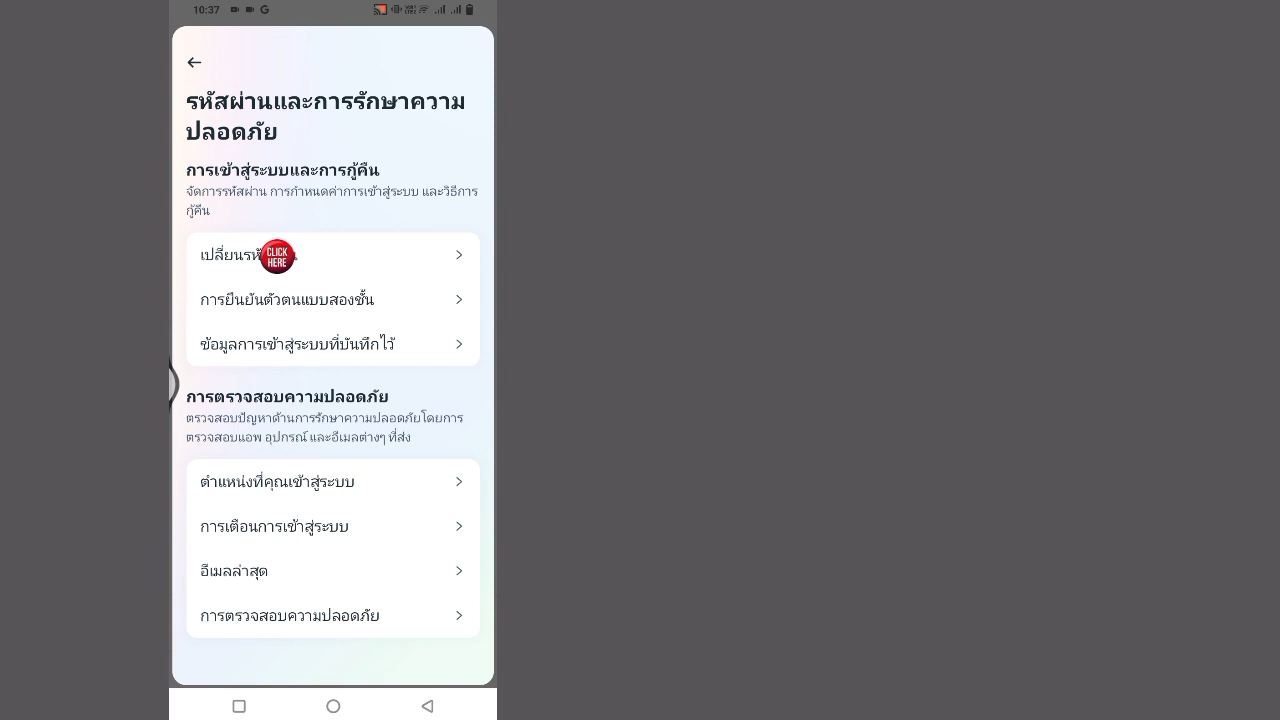 10:37
รหัสผ่านและการรักษาความ
ปลอดภัย
การเข้าสู่ระบบและการกู้คืน
จัดการรหัสผ่าน การกำหนดค่าการเข้าสู่ระบบ และวิธีการ
กู้คืน
CLICK
HERE
การยืนยันตัวตนแบบสองชั้น
ข้อมูลการเข้าสู่ระบบที่บันทึกไว้
การตรวจสอบความปลอดภัย
ตรวจสอบปัญหาด้านการรักษาความปลอดภัยโดยการ
ตรวจสอบแอพ อุปกรณ์ และอีเมลต่างๆ ที่ส่ง
ตำแหน่งที่คุณเข้าสู่ระบบ
การเตือนการเข้าสู่ระบบ
อีเมลล่าสุด
การตรวจสอบความปลอดภัย